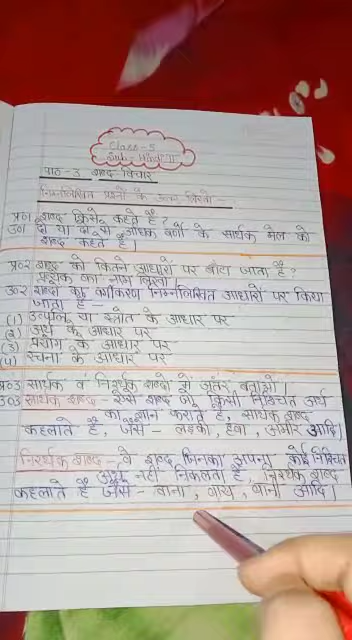 Class-5
Sub- Hindi II
पाठ-3 शब्द-विचार
निम्नलिखित प्रश्नों के उत्तर लिखो -
प्र01 शब्द किसे कहते हैं ?
उ01 दो या दो से अधिक वर्णों के सार्थक मेल को
शब्द कहते हैं।
प्र02 शब्द को कितने आधारों पर बाँटा जाता है ?
प्रत्येक का नाम लिखो
उ02 शब्दों का वर्गीकरण निम्नलिखित आधारों पर किया
जाता है -
(1) उत्पत्ति या स्त्रोत के आधार पर
(2) अर्थ के आधार पर
(3) प्रयोग के आधार पर
(4) रचना के आधार पर
प्र03 सार्थक व निरर्थक शब्दों में अंतर बताओ।
उ03 सार्थक शब्द - ऐसे शब्द जो किसी निश्चित अर्थ
का ज्ञान कराते हैं, सार्थक शब्द
कहलाते हैं, जैसे - लड़का, हवा, अमीर आदि।
निरर्थक शब्द - वे शब्द जिनका अपना कोई निश्चित
अर्थ नहीं निकलता है, निरर्थक शब्द
कहलाते हैं जैसे - वाना, वाय, वानी आदि।